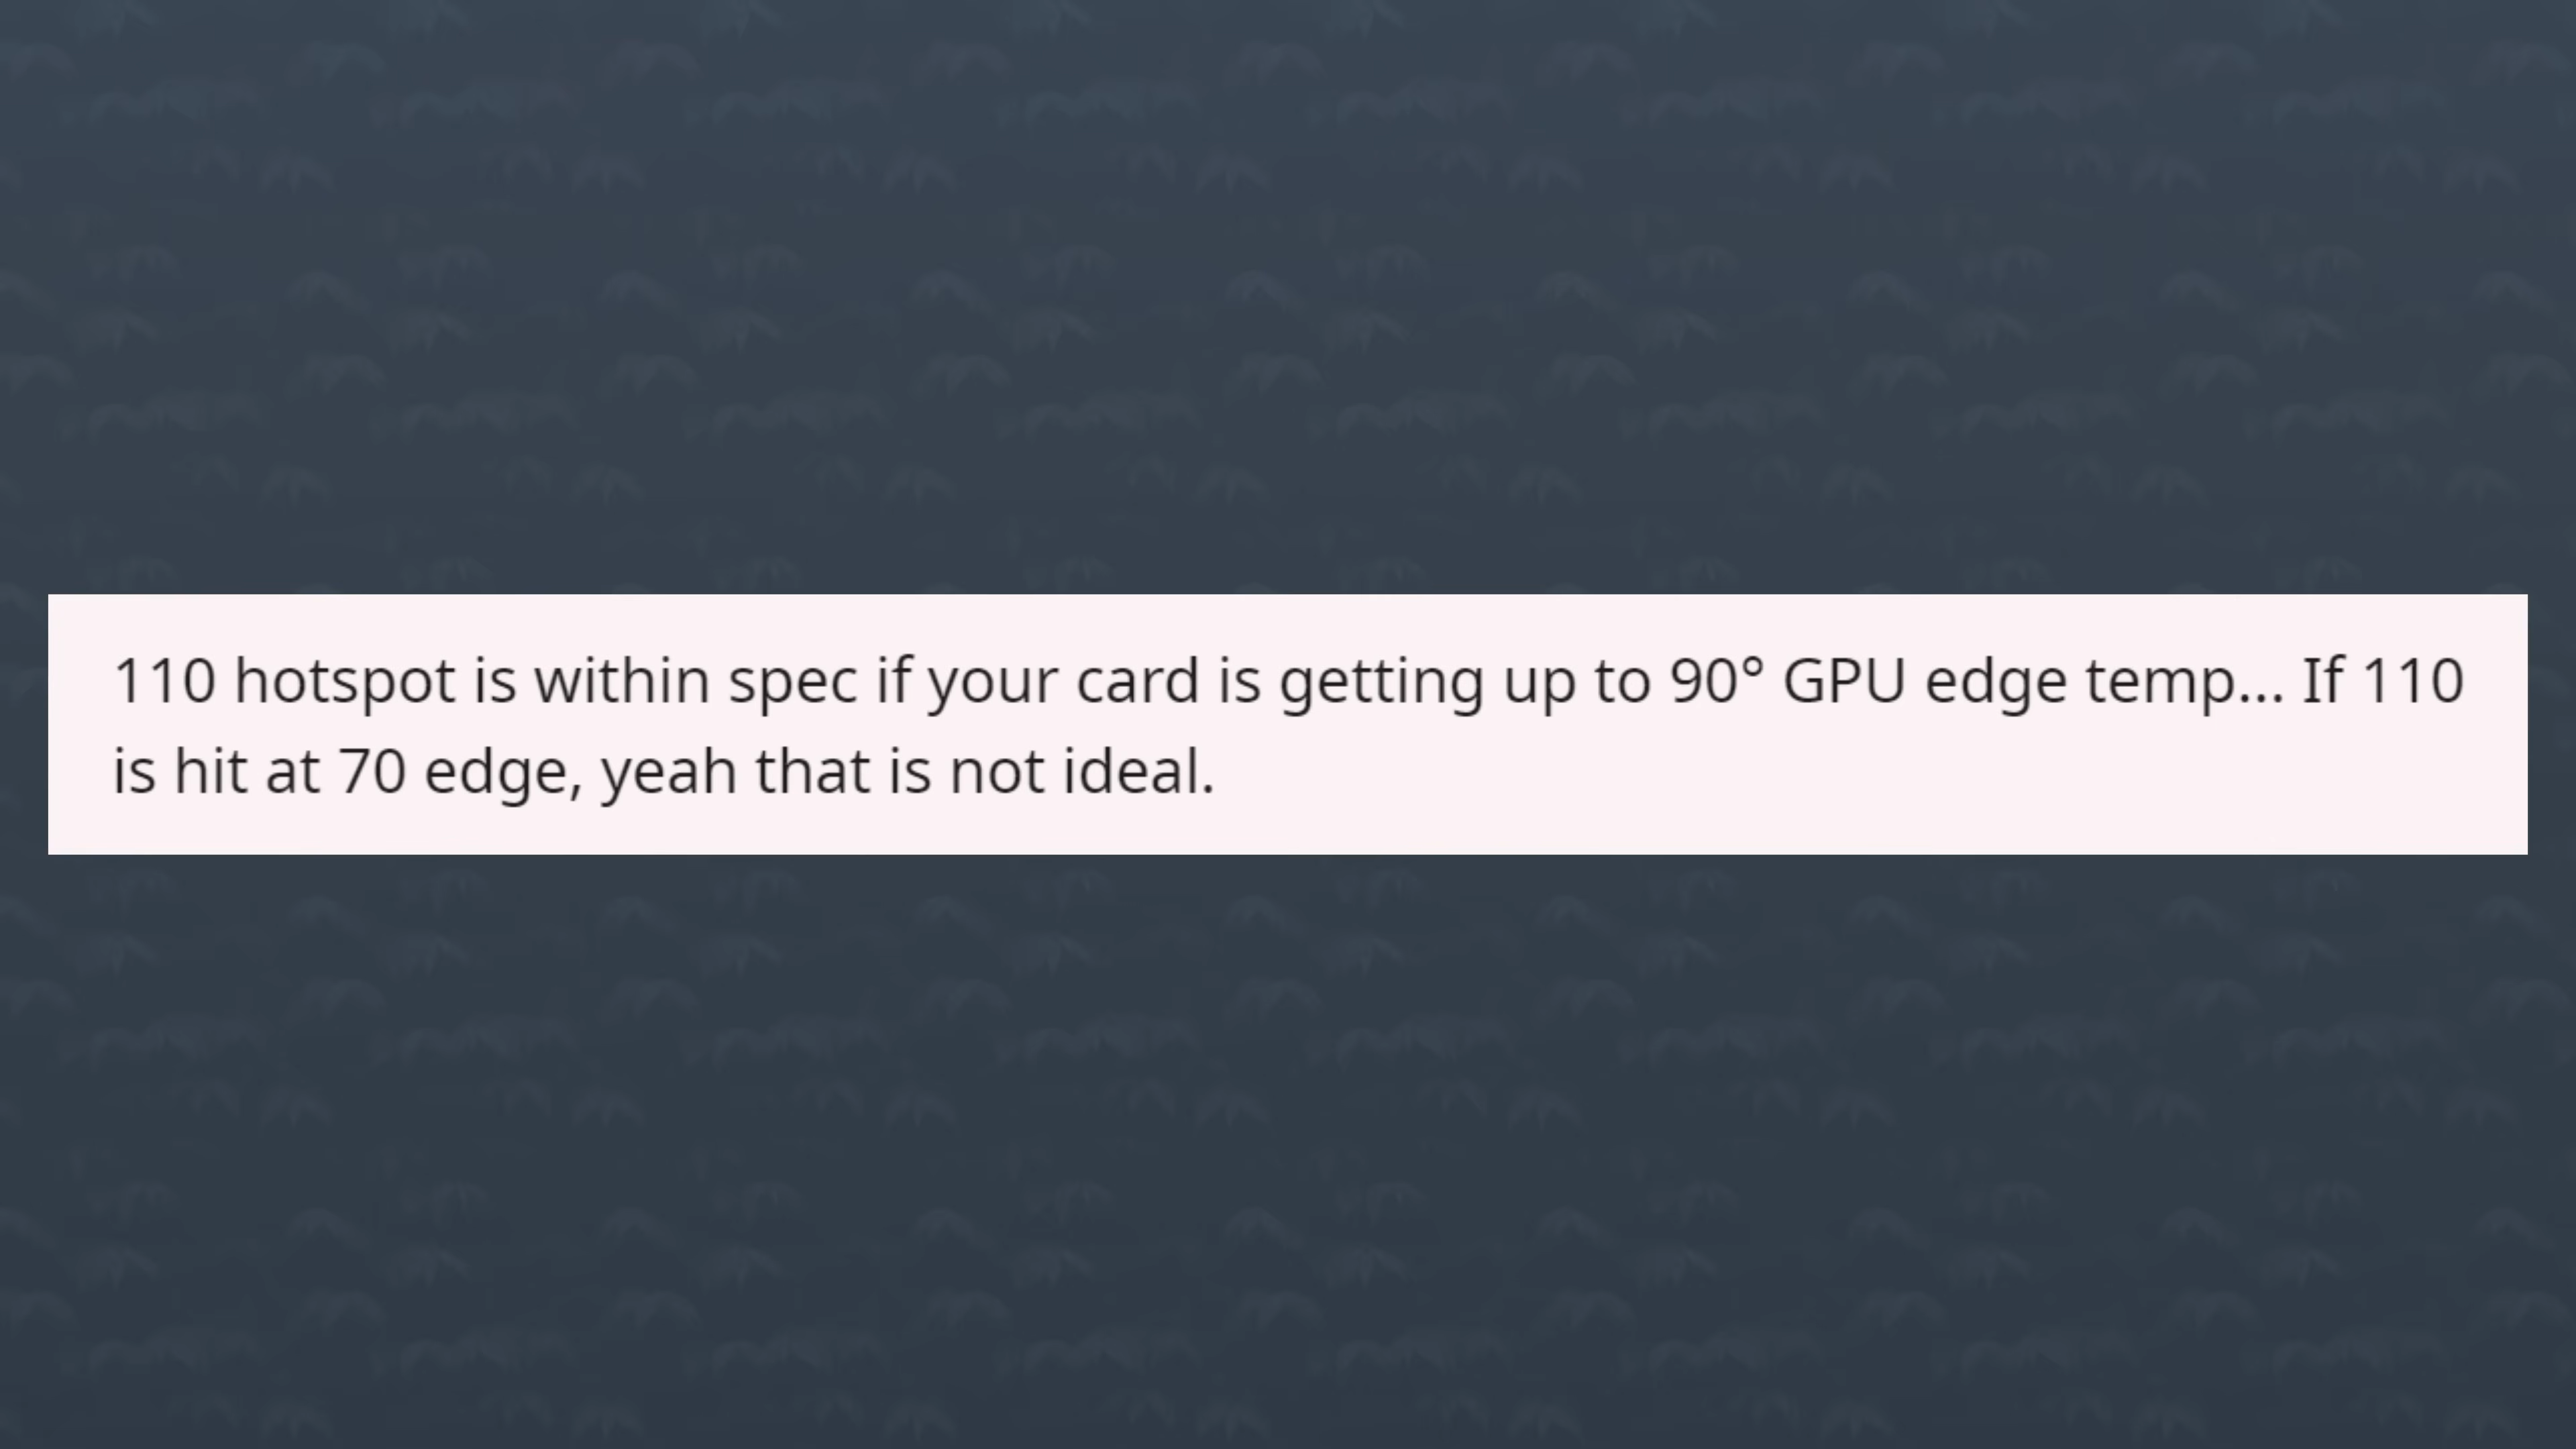 110 hotspot is within spec if your card is getting up to 90° GPU edge temp... If 110
is hit at 70 edge, yeah that is not ideal.